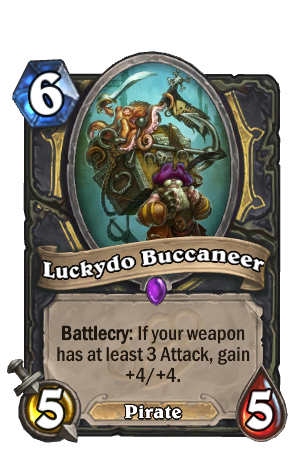 6
Luckydo Buccaneer
Battlecry: If your weapon
has at least 3 Attack, gain
+4/+4.
5
Pirate
5